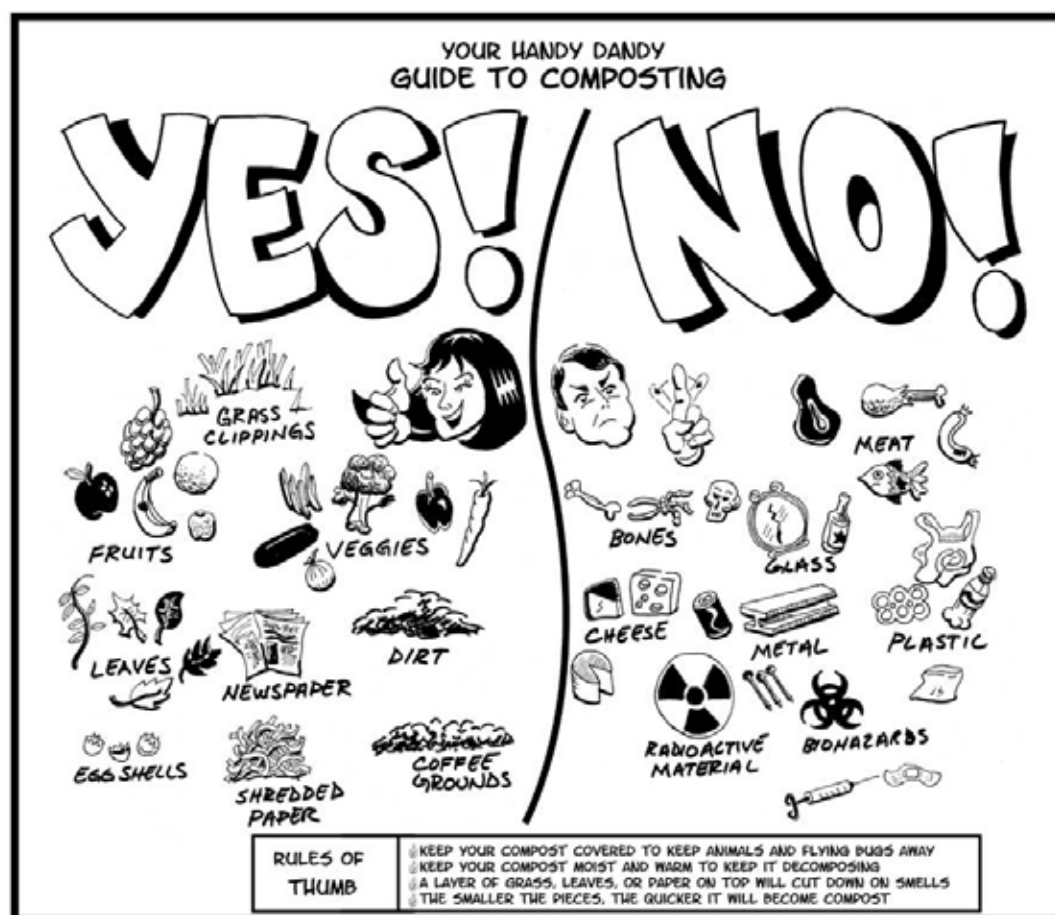 YOUR HANDY DANDY
GUIDE TO COMPOSTING
YES!
GRASS
CLIPPINGS
FRUITS
VEGGIES
LEAVES
NEWSPAPER
DIRT
EGG SHELLS
SHREDDED
PAPER
COFFEE
GROUNDS
NO!
MEAT
BONES
GLASS
CHEESE
METAL
PLASTIC
RADIOACTIVE
MATERIAL
BIOHAZARDS
RULES OF
THUMB
KEEP YOUR COMPOST COVERED TO KEEP ANIMALS AND FLYING BUGS AWAY
KEEP YOUR COMPOST MOIST AND WARM TO KEEP IT DECOMPOSING
A LAYER OF GRASS, LEAVES, OR PAPER ON TOP WILL CUT DOWN ON SMELLS
THE SMALLER THE PIECES, THE QUICKER IT WILL BECOME COMPOST